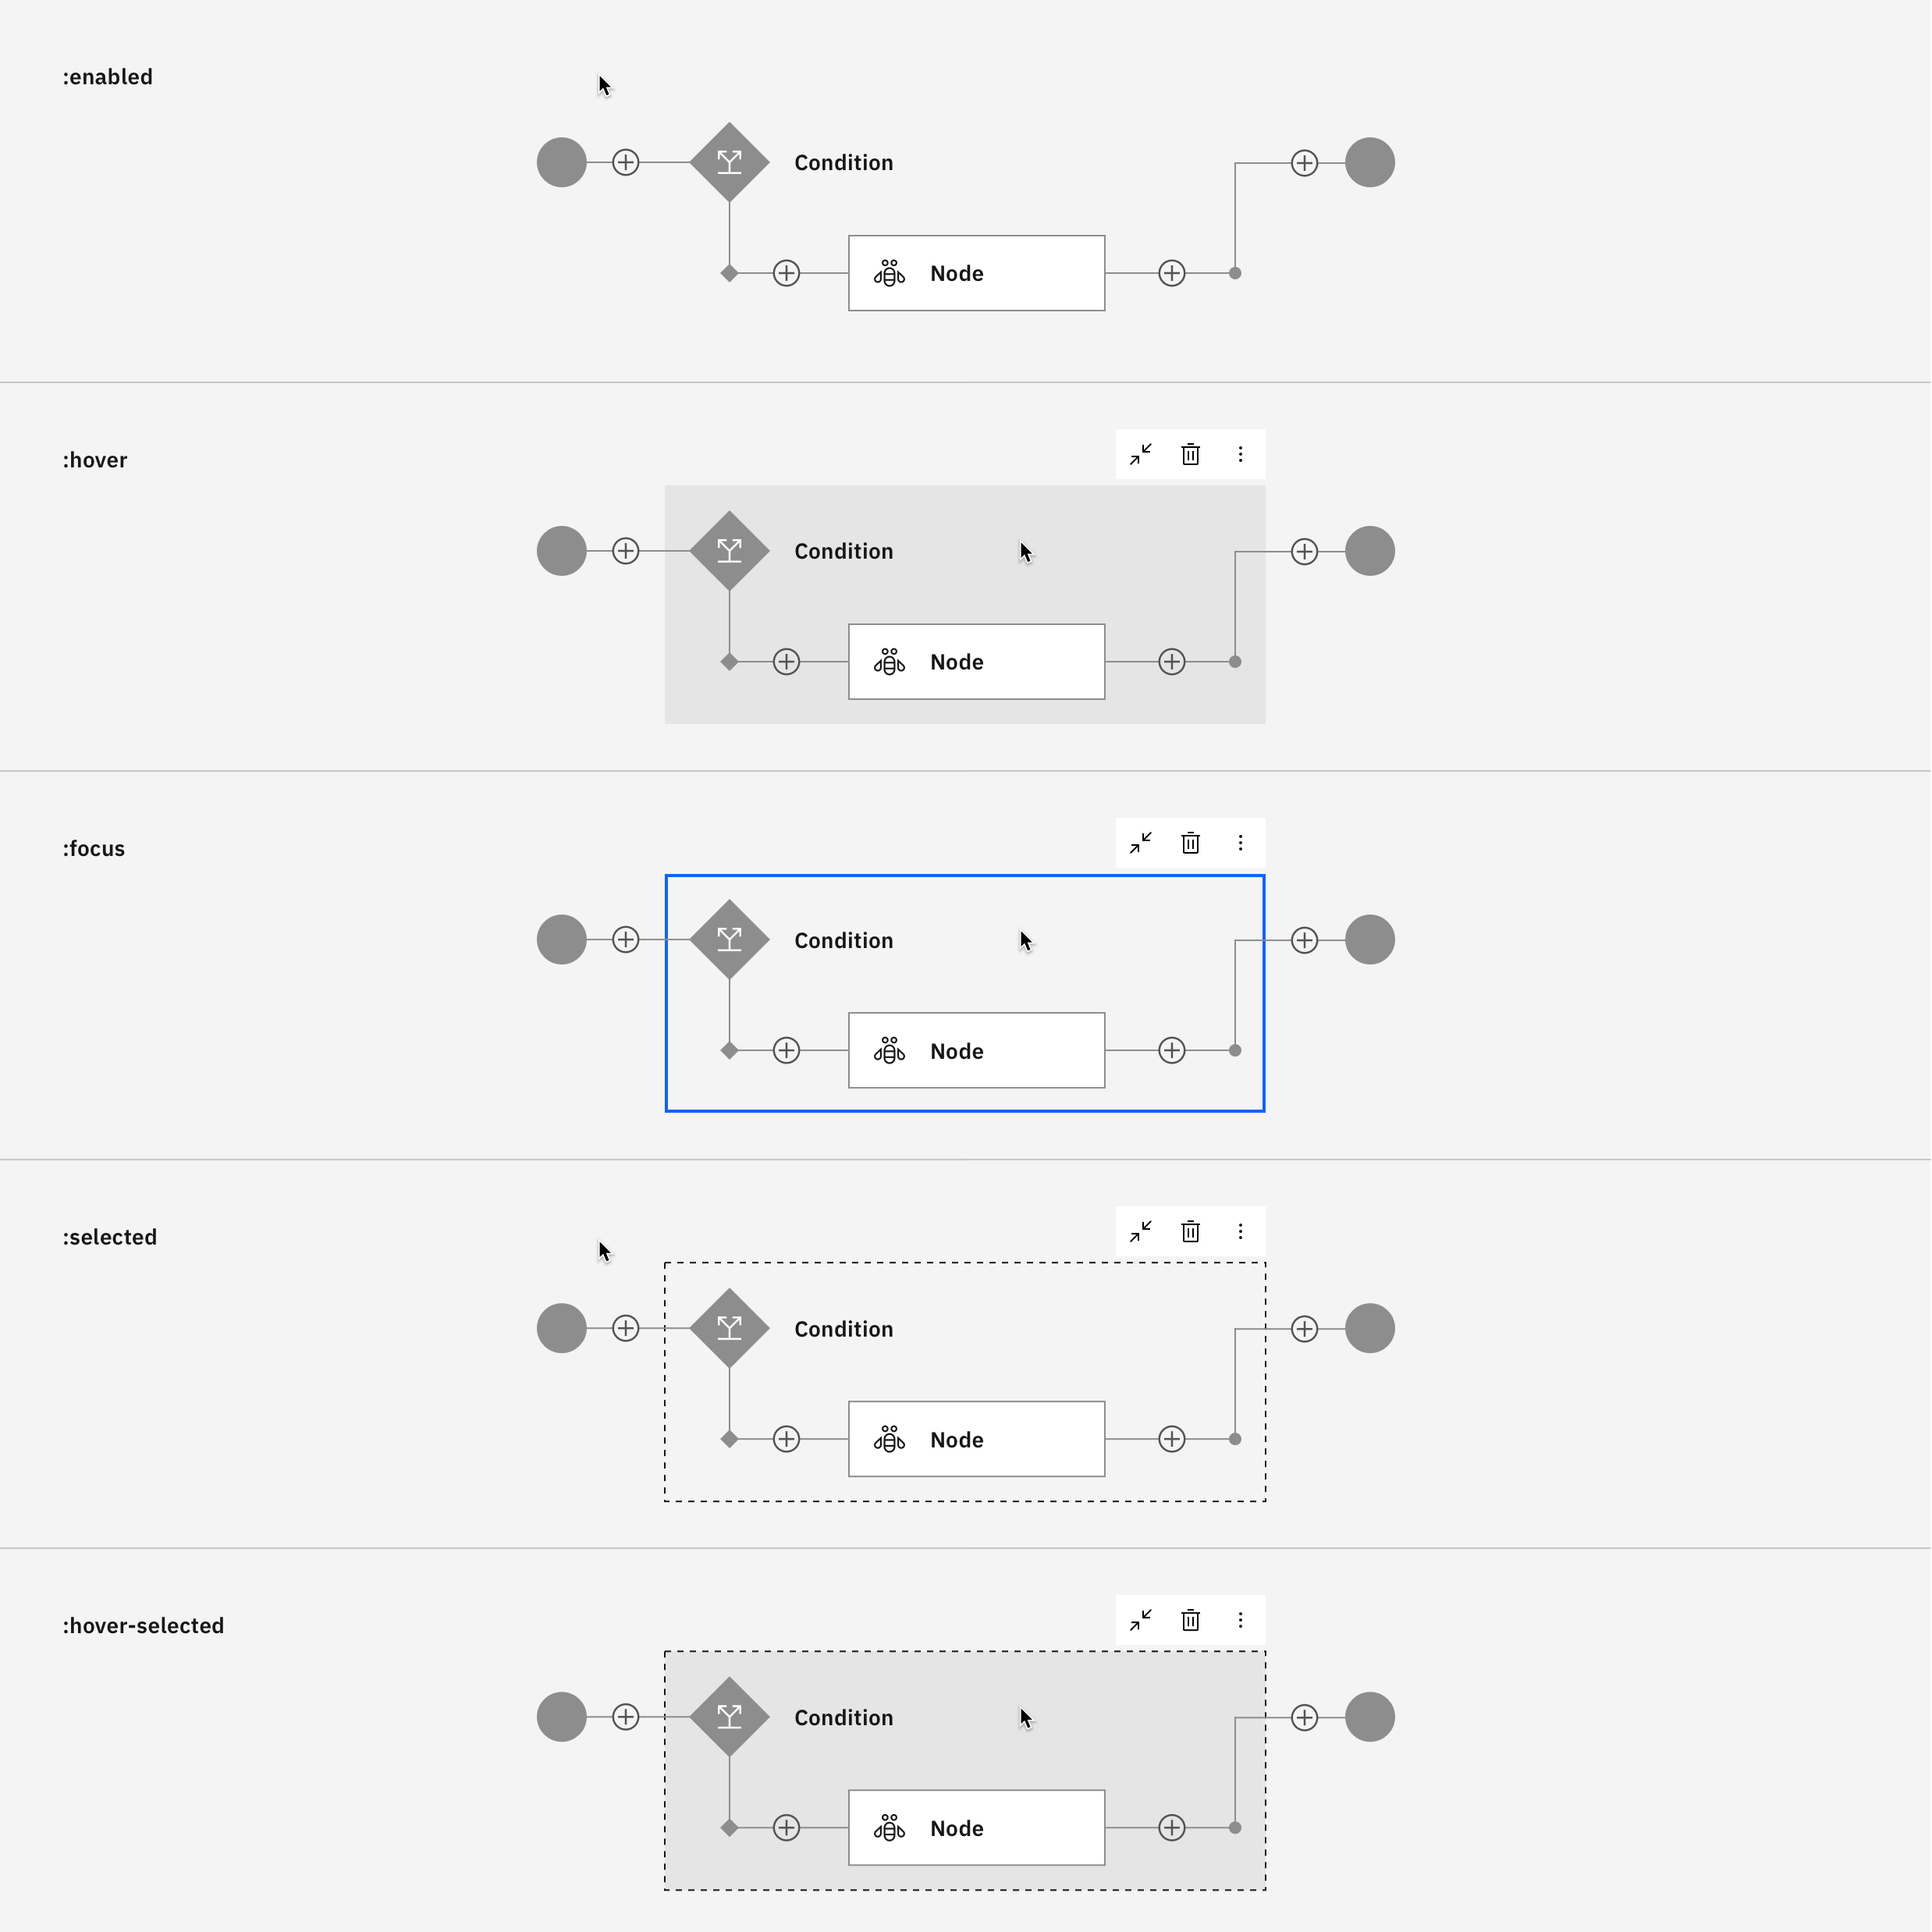 :enabled
Condition
Node
:hover
Condition
Node
:focus
Condition
Node
:selected
Condition
Node
:hover-selected
Condition
Node